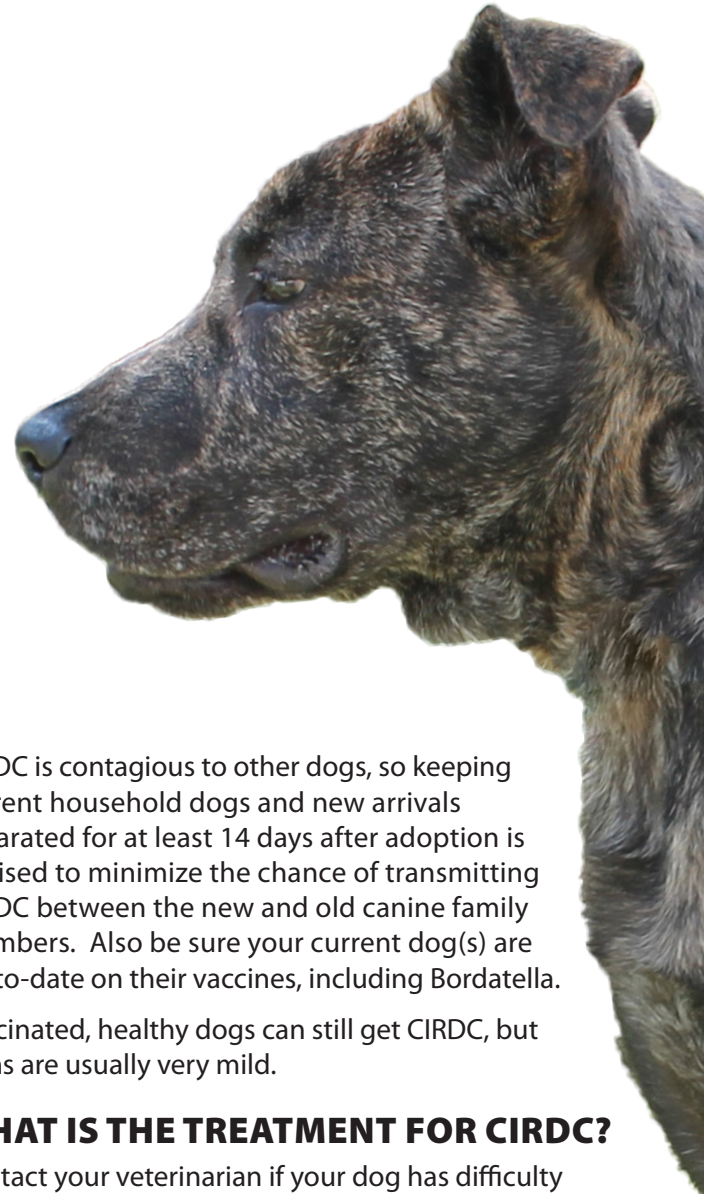 DC is contagious to other dogs, so keeping
rent household dogs and new arrivals
arated for at least 14 days after adoption is
ised to minimize the chance of transmitting
DC between the new and old canine family
mbers.  Also be sure your current dog(s) are
to-date on their vaccines, including Bordatella.
cinated, healthy dogs can still get CIRDC, but
s are usually very mild.
HAT IS THE TREATMENT FOR CIRDC?
tact your veterinarian if your dog has difficulty